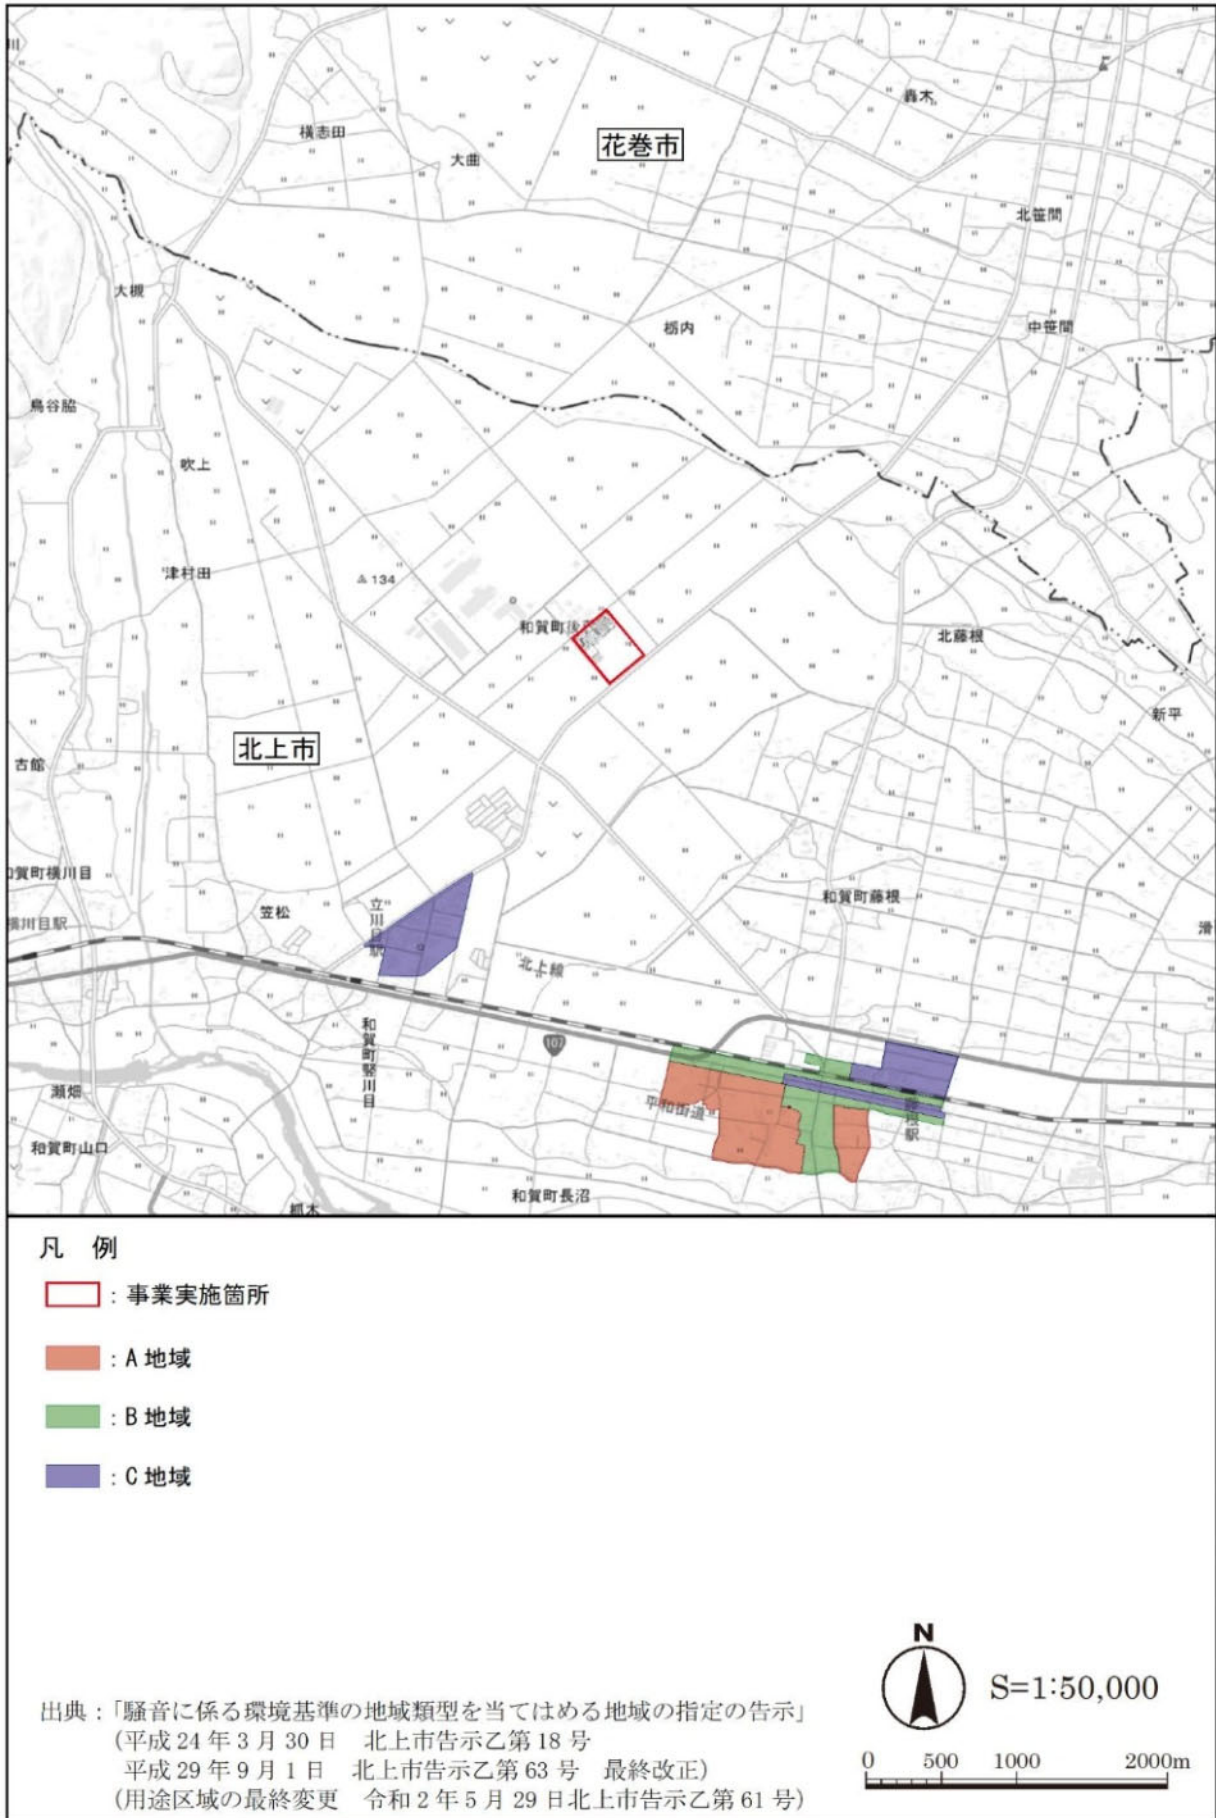 川
轟木
横志田
花巻市
大曲
北笹間
大槻
栃内
中笹間
鳥谷脇
吹上
津村田
134
和賀町後
北藤根
新平
北上市
古館
和賀町横川目
和賀町藤根
立川目駅
笠松
横川目駅
滑
北上線
和賀町竪川目
107
瀬畑
平和街道
藤根駅
和賀町山口
和賀町長沼
凡 例
: 事業実施箇所
: A 地域
: B 地域
: C 地域
N
S=1:50,000
0 500 1000 2000m
出典：「騒音に係る環境基準の地域類型を当てはめる地域の指定の告示」
(平成 24 年 3 月 30 日 北上市告示乙第 18 号
平成 29 年 9 月 1 日 北上市告示乙第 63 号 最終改正)
(用途区域の最終変更 令和 2 年 5 月 29 日北上市告示乙第 61 号)